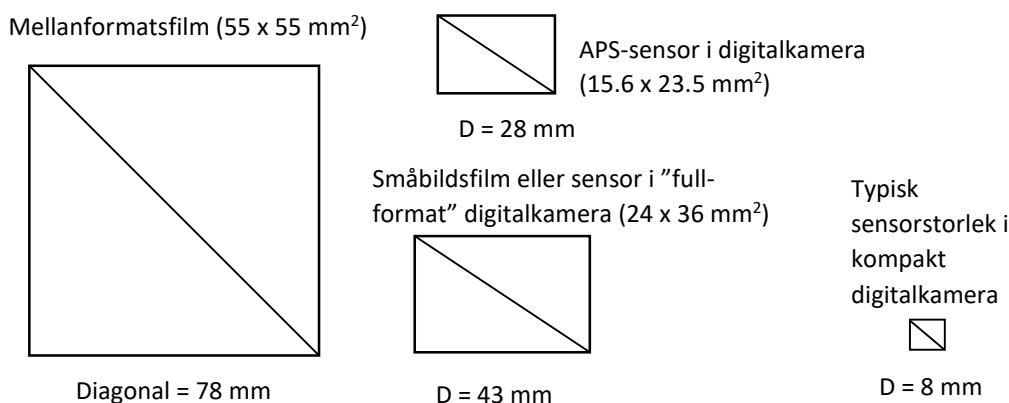 Mellanformatsfilm (55 x 55 mm²)
Diagonal = 78 mm
APS-sensor i digitalkamera
(15.6 x 23.5 mm²)
D = 28 mm
Småbildsfilm eller sensor i ”full-
format” digitalkamera (24 x 36 mm²)
D = 43 mm
Typisk
sensorstorlek i
kompakt
digitalkamera
D = 8 mm